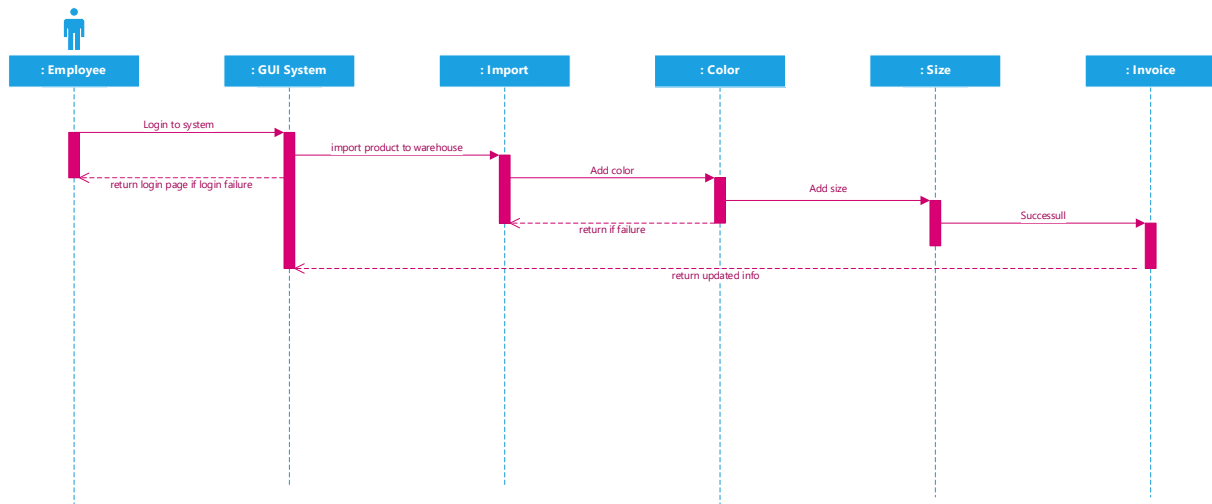 : Employee
: GUI System
: Import
: Color
: Size
: Invoice
Login to system
import product to warehouse
return login page if login failure
Add color
Add size
Successull
return if failure
return updated info